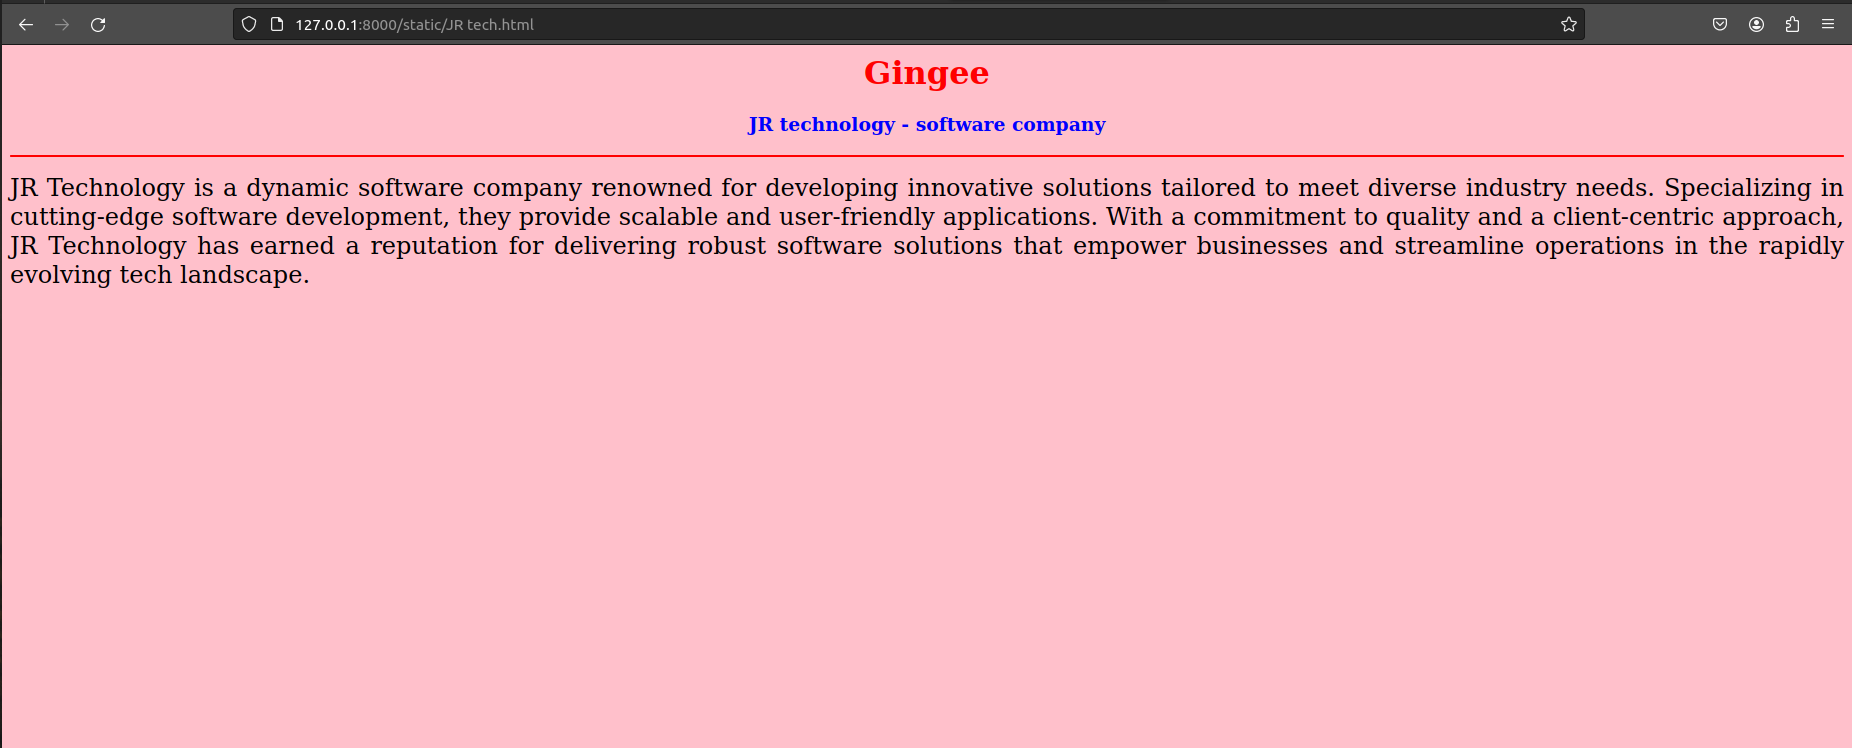 127.0.0.1:8000/static/JR tech.html
Gingee
JR technology - software company
JR Technology is a dynamic software company renowned for developing innovative solutions tailored to meet diverse industry needs. Specializing in
cutting-edge software development, they provide scalable and user-friendly applications. With a commitment to quality and a client-centric approach,
JR Technology has earned a reputation for delivering robust software solutions that empower businesses and streamline operations in the rapidly
evolving tech landscape.